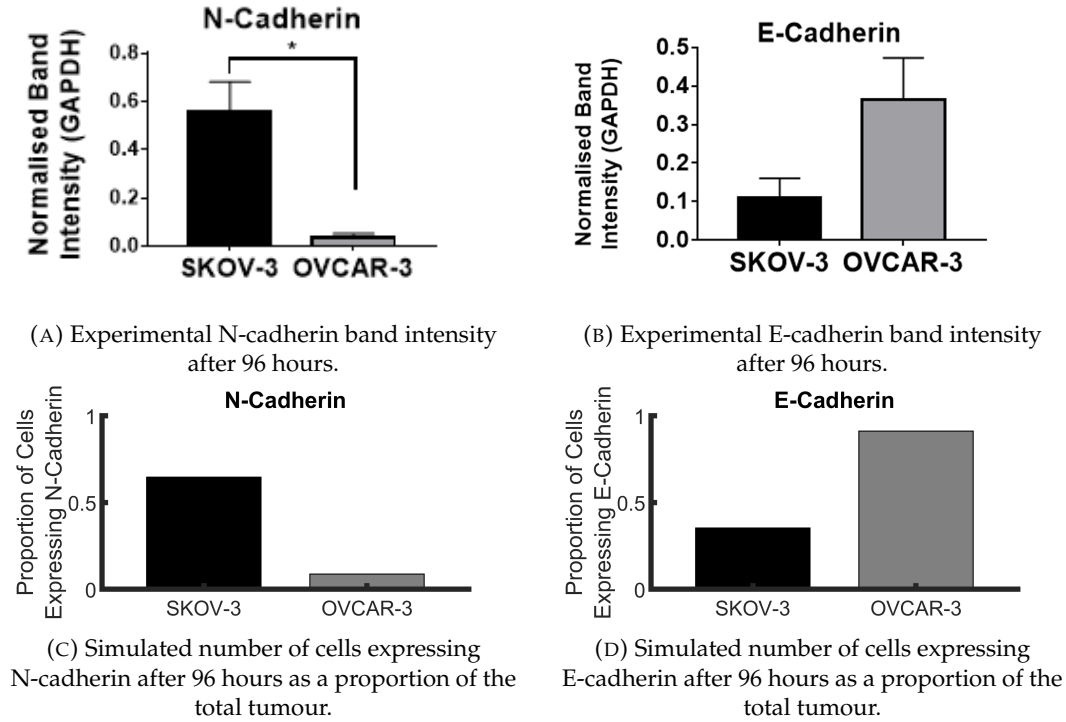 N-Cadherin
Normalised Band
Intensity (GAPDH)
0.8
0.6
0.4
0.2
0.0
*
SKOV-3 OVCAR-3
(A) Experimental N-cadherin band intensity
after 96 hours.
E-Cadherin
Normalised Band
Intensity (GAPDH)
0.5
0.4
0.3
0.2
0.1
0.0
SKOV-3 OVCAR-3
(B) Experimental E-cadherin band intensity
after 96 hours.
N-Cadherin
Proportion of Cells
Expressing N-Cadherin
1
0.5
0
SKOV-3 OVCAR-3
(C) Simulated number of cells expressing
N-cadherin after 96 hours as a proportion of the
total tumour.
E-Cadherin
Proportion of Cells
Expressing E-Cadherin
1
0.5
0
SKOV-3 OVCAR-3
(D) Simulated number of cells expressing
E-cadherin after 96 hours as a proportion of the
total tumour.